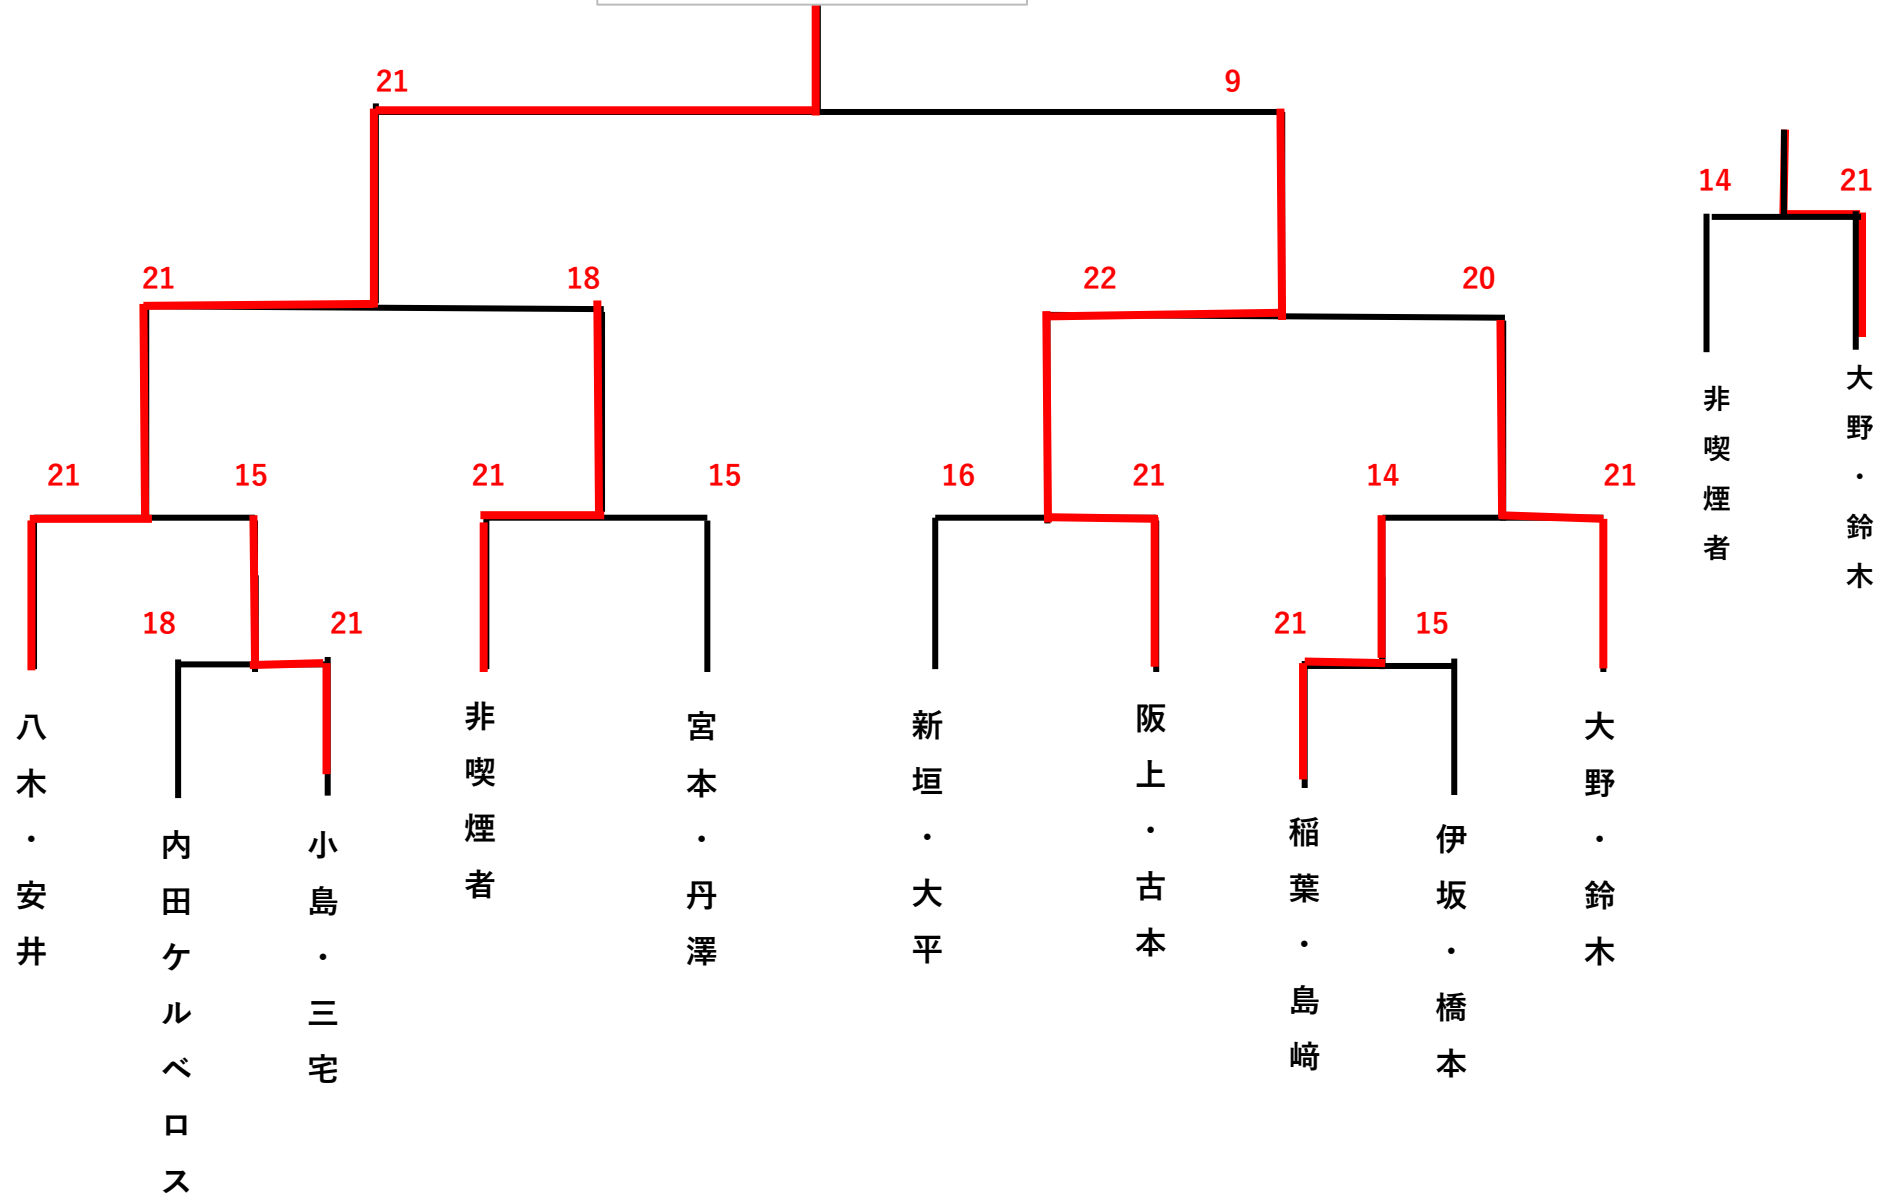 21
9
14
21
21
18
22
20
21
15
21
15
16
21
14
21
18
21
21
15
八木・安井
内田ケルベロス
小島・三宅
非喫煙者
宮本・丹澤
新垣・大平
阪上・古本
稲葉・島﨑
伊坂・橋本
大野・鈴木
非喫煙者
大野・鈴木